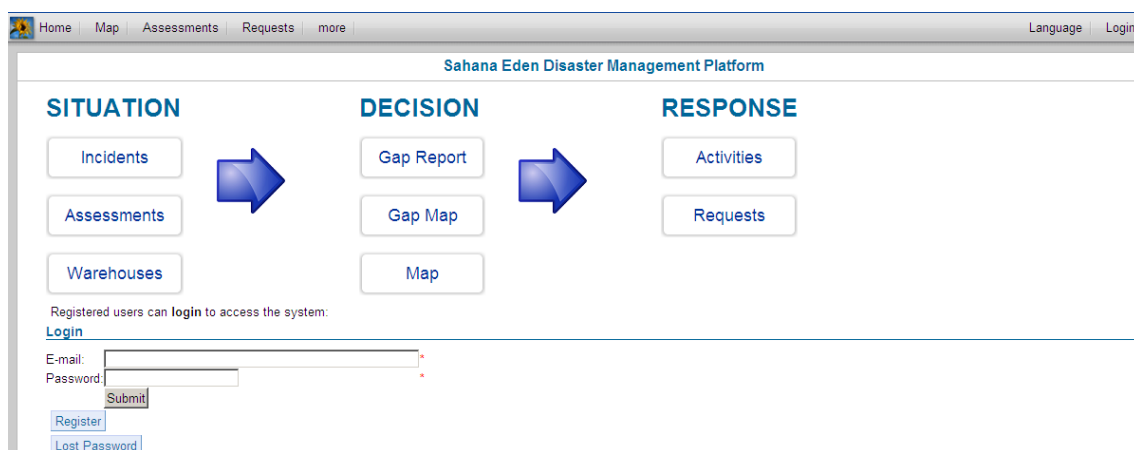 Home Map Assessments Requests more Language Login
Sahana Eden Disaster Management Platform
SITUATION DECISION RESPONSE
Incidents Gap Report Activities
Assessments Gap Map Requests
Warehouses Map
Registered users can login to access the system:
Login
E-mail: *
Password: *
Submit
Register
Lost Password